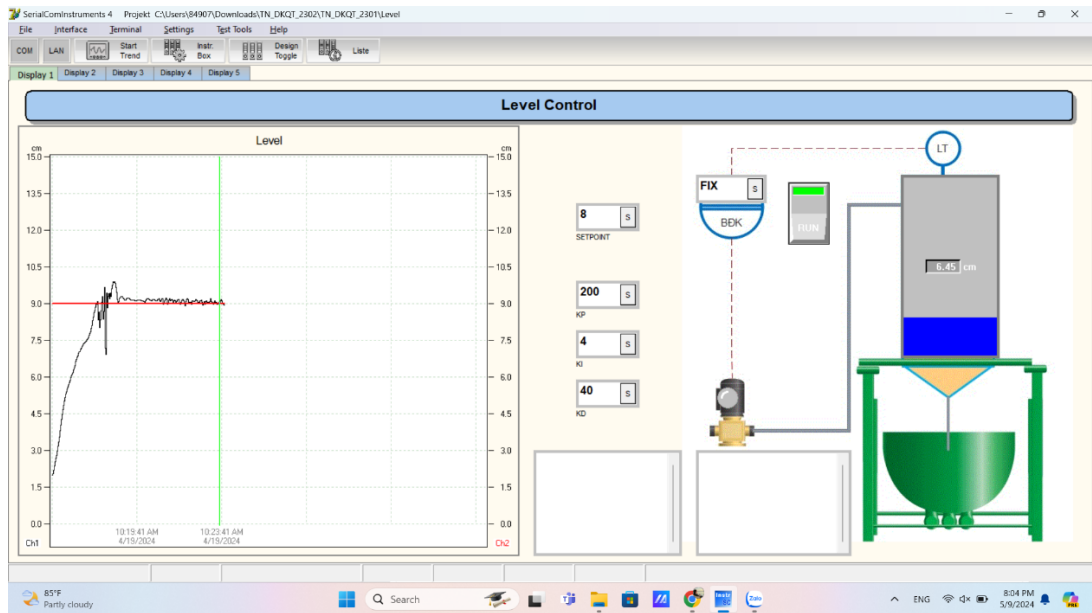 SerialComInstruments 4 Projekt C:\Users\84907\Downloads\TN_DKQT_2302\TN_DKQT_2301\Level
File Interface Terminal Settings Test Tools Help
COM LAN Start Trend Instr. Box Design Toggle Liste
Display 1 Display 2 Display 3 Display 4 Display 5
Level Control
Level
cm cm
15.0 15.0
13.5 13.5
12.0 12.0
10.5 10.5
9.0 9.0
7.5 7.5
6.0 6.0
4.5 4.5
3.0 3.0
1.5 1.5
0.0 0.0
10:19:41 AM 10:23:41 AM
4/19/2024 4/19/2024
Ch1 Ch2
8 S
SETPOINT
200 S
KP
4 S
KI
40 S
KD
FIX S
BĐK
RUN
LT
6.45 cm
85°F
Partly cloudy
Search
ENG
8:04 PM
5/9/2024